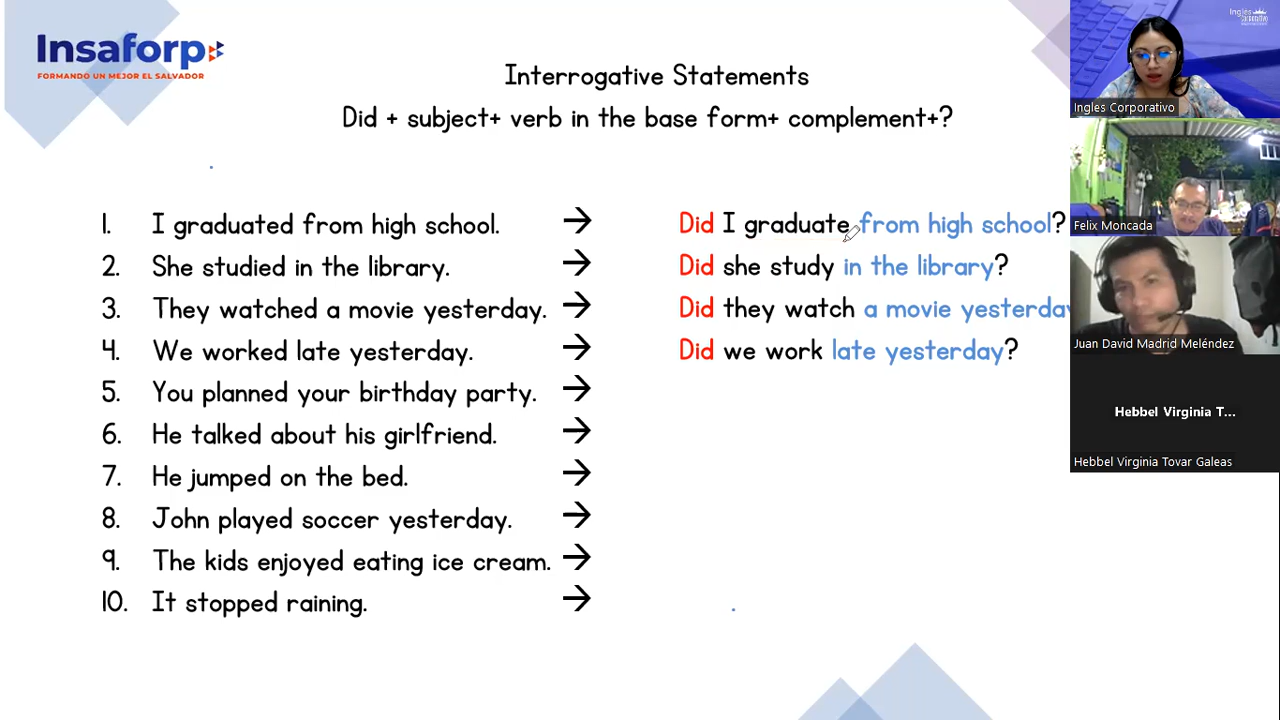 Insaforp
FORMANDO UN MEJOR EL SALVADOR
Interrogative Statements
Did + subject+ verb in the base form+ complement+?
1. I graduated from high school. → Did I graduate from high school?
2. She studied in the library. → Did she study in the library?
3. They watched a movie yesterday. → Did they watch a movie yesterday
4. We worked late yesterday. → Did we work late yesterday?
5. You planned your birthday party. →
6. He talked about his girlfriend. →
7. He jumped on the bed. →
8. John played soccer yesterday. →
9. The kids enjoyed eating ice cream. →
10. It stopped raining. →
Ingles Corporativo
Felix Moncada
Juan David Madrid Meléndez
Hebbel Virginia T...
Hebbel Virginia Tovar Galeas